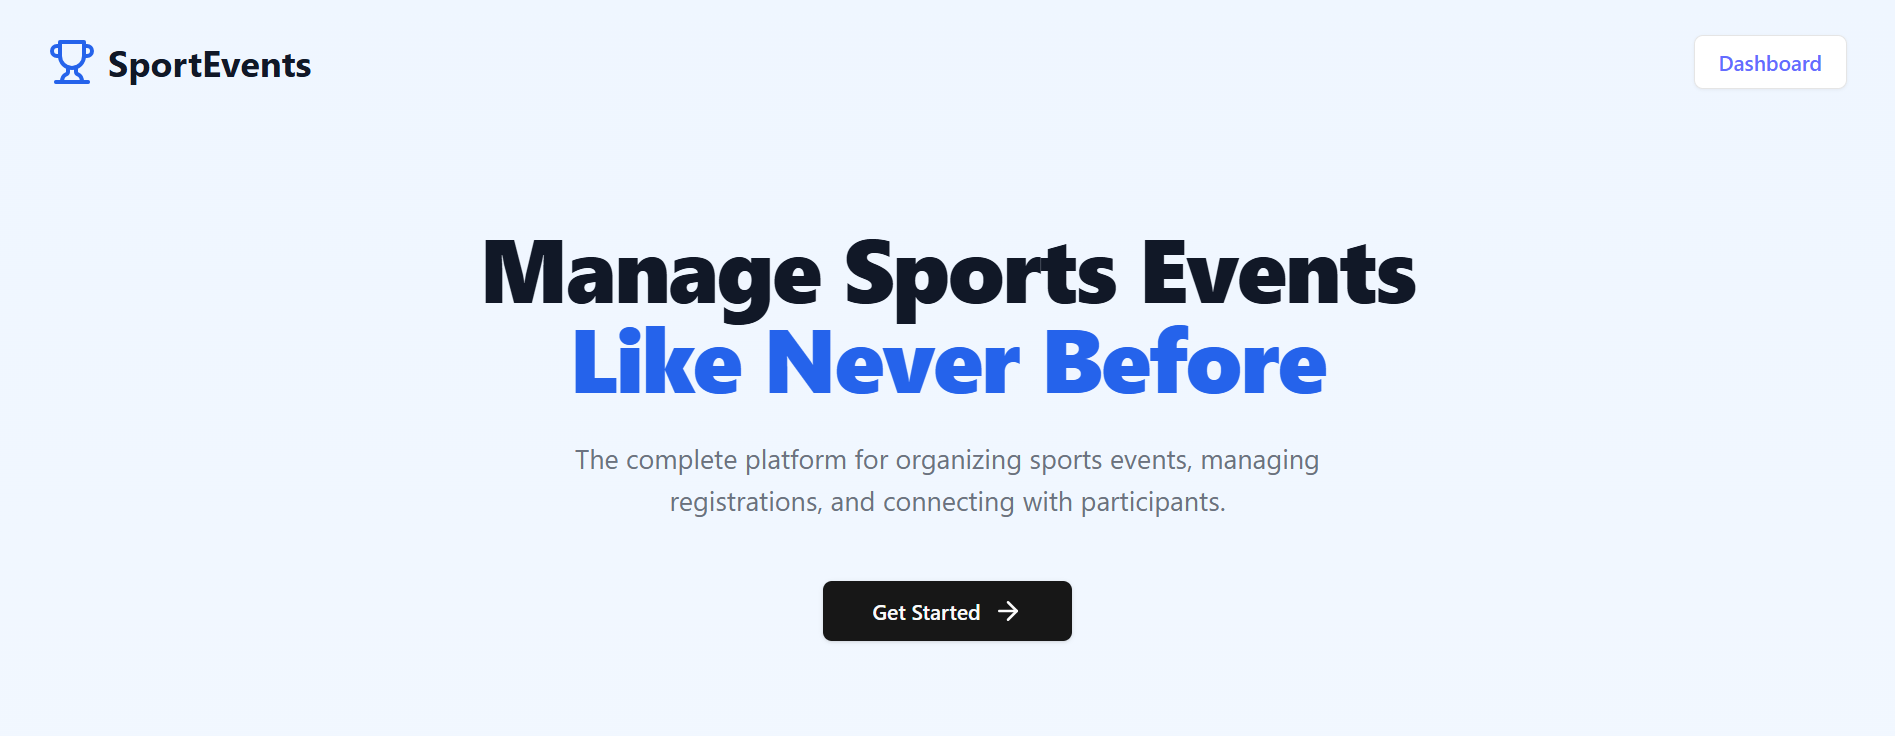 SportEvents
Dashboard
Manage Sports Events
Like Never Before
The complete platform for organizing sports events, managing
registrations, and connecting with participants.
Get Started